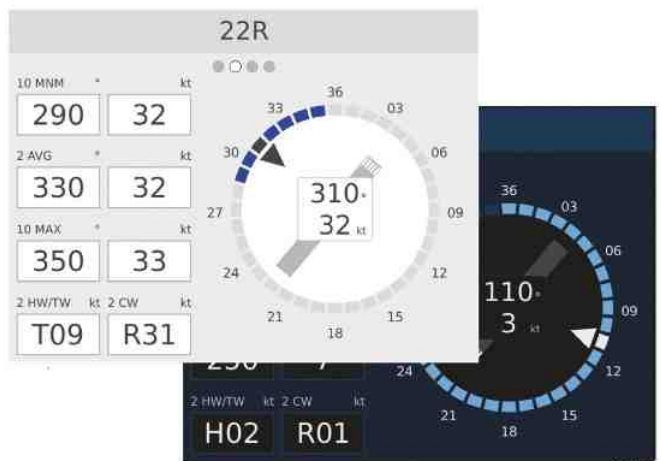 22R
10 MNM ° kt
290 32
2 AVG ° kt
330 32
10 MAX ° kt
350 33
2 HW/TW kt 2 CW kt
T09 R31
36
03
06
09
12
15
18
21
24
27
30
33
310°
32 kt
36
03
06
09
12
15
18
21
24
110°
3 kt
2 HW/TW kt 2 CW kt
H02 R01